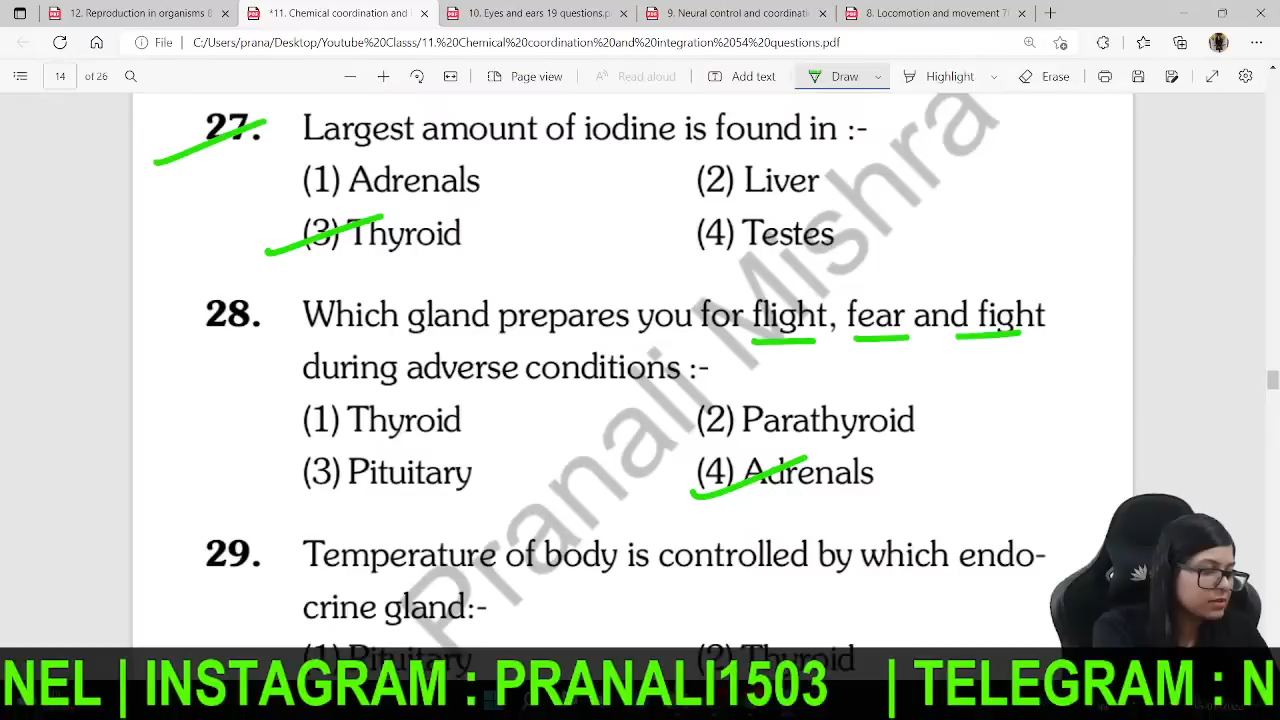 12. Reproduction in organisms
*11. Chemical coordination and
10. Eyes and ears 19 questions.p
9. Neural control and coordinati
8. Locomotion and movement
File | C:/Users/prana/Desktop/Youtube%20Classs/11.%20Chemical%20coordination%20and%20integration%2054%20questions.pdf
14 of 26
Page view
Read aloud
Add text
Draw
Highlight
Erase
27. Largest amount of iodine is found in :-
(1) Adrenals (2) Liver
(3) Thyroid (4) Testes
28. Which gland prepares you for flight, fear and fight
during adverse conditions :-
(1) Thyroid (2) Parathyroid
(3) Pituitary (4) Adrenals
29. Temperature of body is controlled by which endo-
crine gland:-
(1) Pituitary (2) Thyroid
Pranali Mishra
NEL | INSTAGRAM : PRANALI1503 | TELEGRAM : N